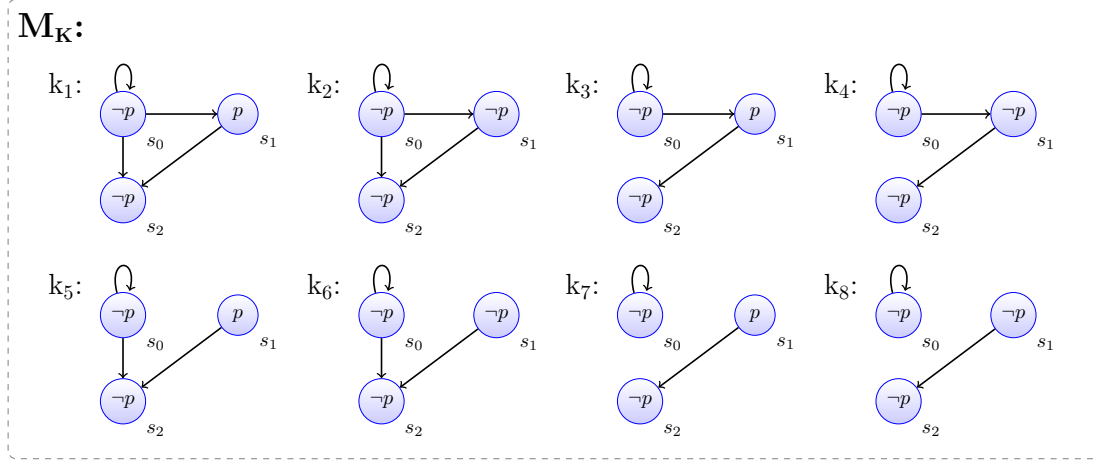 M_K:
k₁: ¬p p k₂: ¬p ¬p k₃: ¬p p k₄: ¬p ¬p
s₀ s₁ s₀ s₁ s₀ s₁ s₀ s₁
¬p ¬p ¬p ¬p
s₂ s₂ s₂ s₂
k₅: ¬p p k₆: ¬p ¬p k₇: ¬p p k₈: ¬p ¬p
s₀ s₁ s₀ s₁ s₀ s₁ s₀ s₁
¬p ¬p ¬p ¬p
s₂ s₂ s₂ s₂